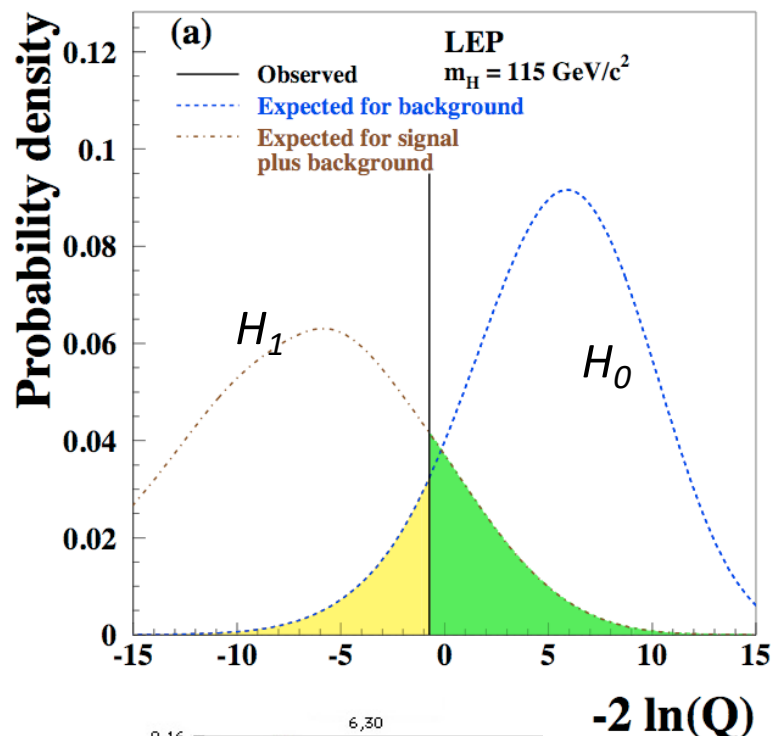 (a)
LEP
m_H = 115 GeV/c²
Observed
Expected for background
Expected for signal
plus background
Probability density
0.12
0.1
0.08
0.06
0.04
0.02
0
H₁
H₀
-15
-10
-5
0
5
10
15
-2 ln(Q)
6,30